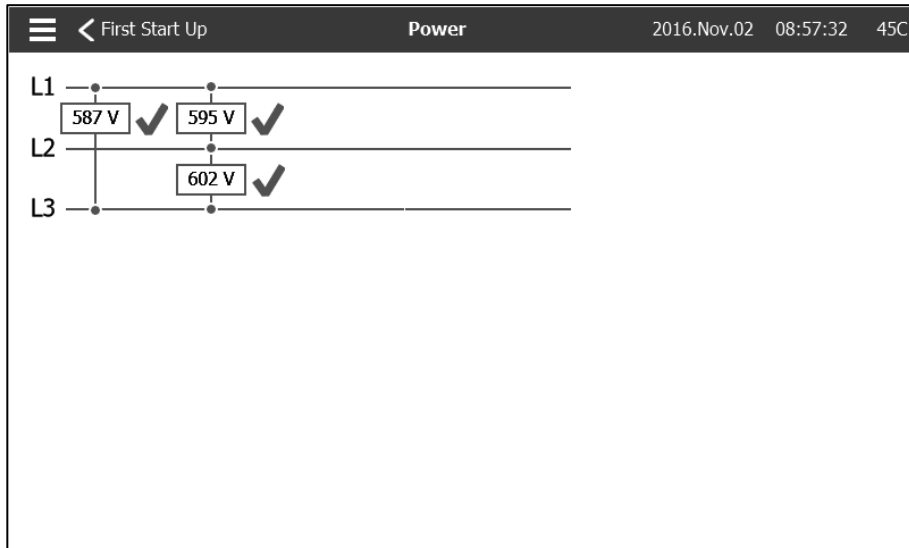 First Start Up Power 2016.Nov.02 08:57:32 45C
L1
587 V 595 V
L2
602 V
L3